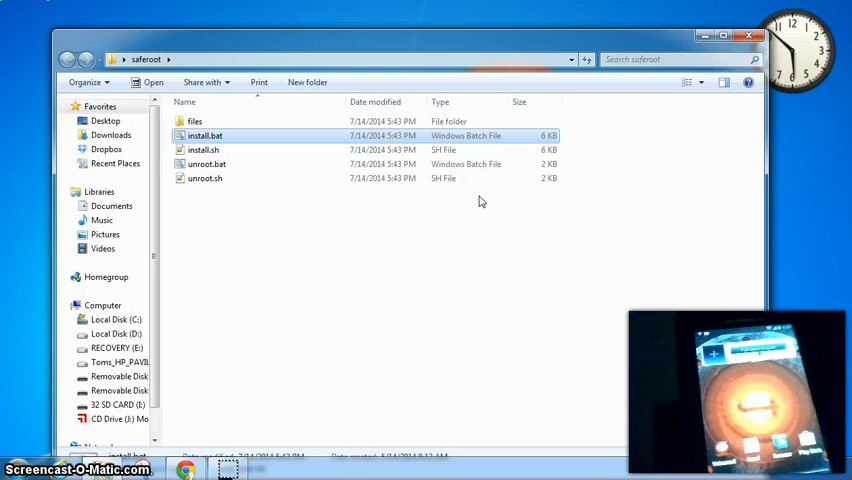 saferoot
Search saferoot
Organize Open Share with Print New folder
Name Date modified Type Size
files 7/14/2014 5:43 PM File folder
install.bat 7/14/2014 5:43 PM Windows Batch File 6 KB
install.sh 7/14/2014 5:43 PM SH File 6 KB
unroot.bat 7/14/2014 5:43 PM Windows Batch File 2 KB
unroot.sh 7/14/2014 5:43 PM SH File 2 KB
Favorites
Desktop
Downloads
Dropbox
Recent Places
Libraries
Documents
Music
Pictures
Videos
Homegroup
Computer
Local Disk (C:)
Local Disk (D:)
RECOVERY (E:)
Toms_HP_PAVIL
Removable Disk
Removable Disk
32 SD CARD (I:)
CD Drive (J:) Mo
Screencast-O-Matic.com